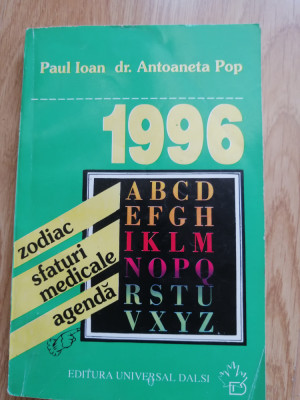 Paul Ioan dr. Antoaneta Pop
1996
zodiac
sfaturi
medicale
agendă
ABCD
EFGH
IKLM
NOPQ
RSTU
VXYZ
EDITURA UNIVERSAL DALSI